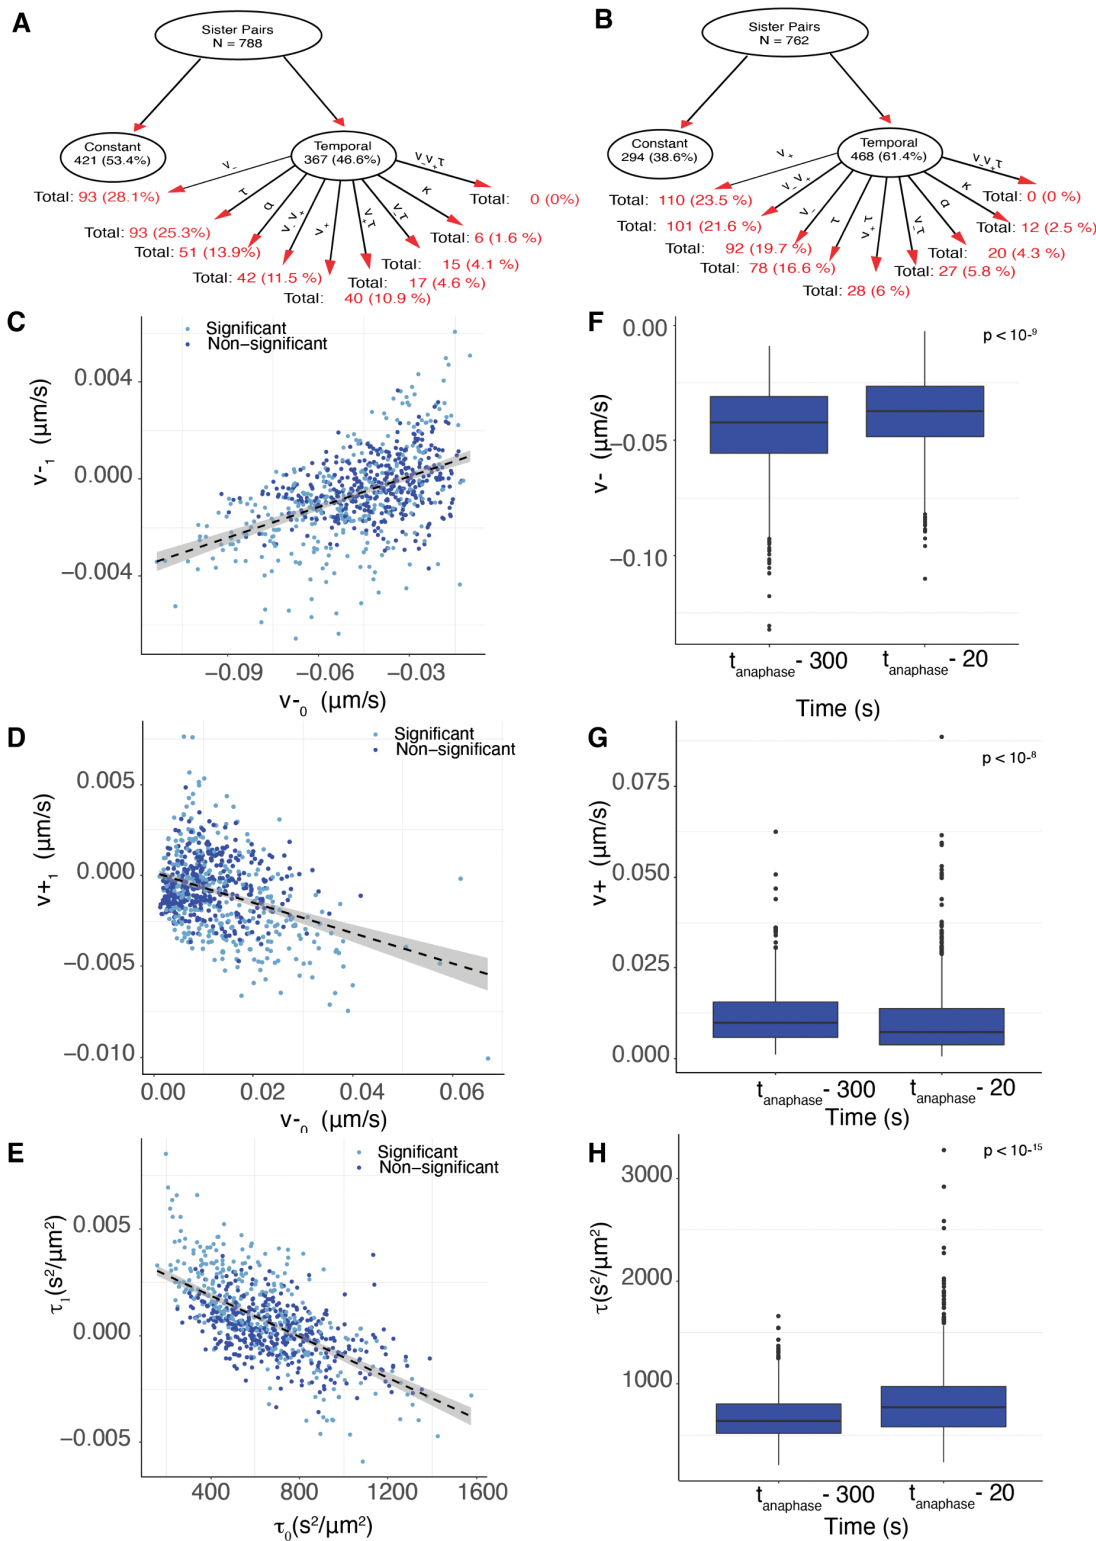 A
Sister Pairs
N = 788
Constant
421 (53.4%)
Temporal
367 (46.6%)
v₋
τ
α
v₋v₊
v₊
v₊τ
v₋τ
κ
v₋v₊τ
Total: 93 (28.1%)
Total: 93 (25.3%)
Total: 51 (13.9%)
Total: 42 (11.5 %)
Total: 40 (10.9 %)
Total: 17 (4.6 %)
Total: 15 (4.1 %)
Total: 6 (1.6 %)
Total: 0 (0%)
B
Sister Pairs
N = 762
Constant
294 (38.6%)
Temporal
468 (61.4%)
v₊
v₋v₊
v₋
τ
v₊τ
v₋τ
α
κ
v₋v₊τ
Total: 110 (23.5 %)
Total: 101 (21.6 %)
Total: 92 (19.7 %)
Total: 78 (16.6 %)
Total: 28 (6 %)
Total: 27 (5.8 %)
Total: 20 (4.3 %)
Total: 12 (2.5 %)
Total: 0 (0 %)
C
Significant
Non−significant
v-₁ (μm/s)
0.004
0.000
−0.004
−0.09 −0.06 −0.03
v-₀ (μm/s)
F
p < 10-⁹
v- (μm/s)
0.00
−0.05
−0.10
tanaphase - 300 tanaphase - 20
Time (s)
D
Significant
Non−significant
v+₁ (μm/s)
0.005
0.000
−0.005
−0.010
0.00 0.02 0.04 0.06
v-₀ (μm/s)
G
p < 10-⁸
v+ (μm/s)
0.075
0.050
0.025
0.000
tanaphase - 300 tanaphase - 20
Time (s)
E
Significant
Non−significant
τ₁(s²/μm²)
0.005
0.000
−0.005
400 800 1200 1600
τ₀(s²/μm²)
H
p < 10-¹⁵
τ(s²/μm²)
3000
2000
1000
tanaphase - 300 tanaphase - 20
Time (s)